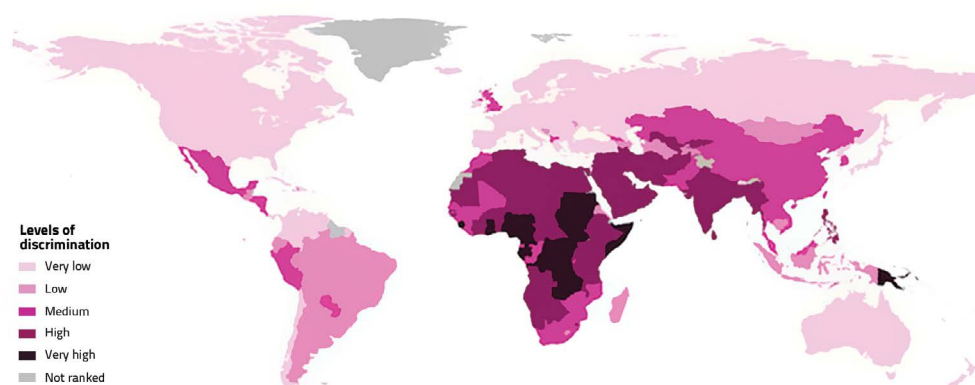 Levels of
discrimination
Very low
Low
Medium
High
Very high
Not ranked